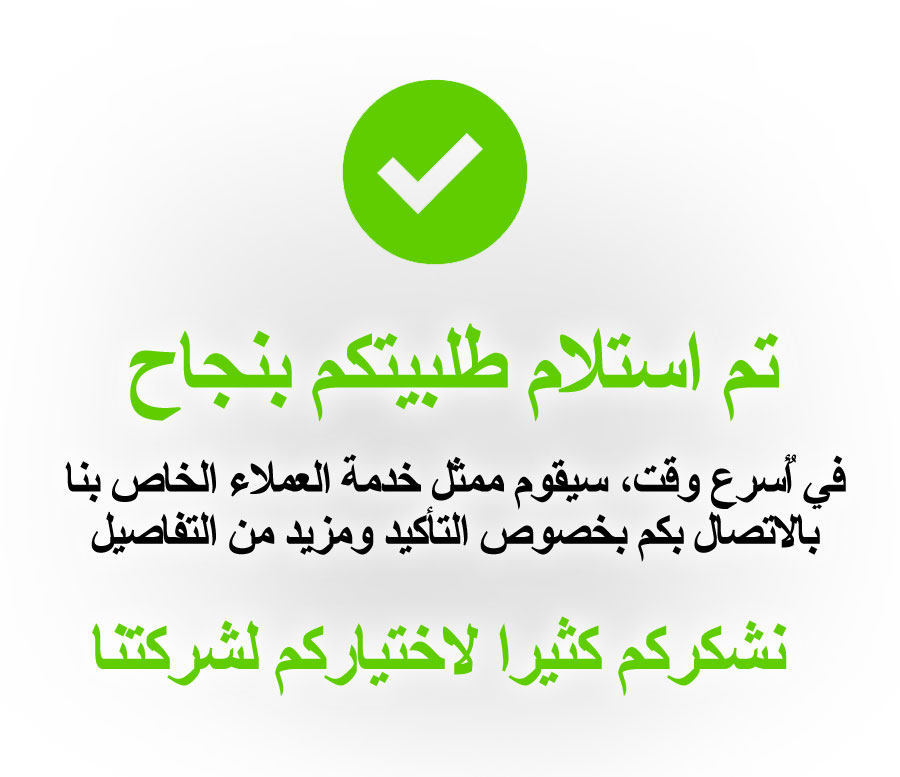 تم استلام طلبيتكم بنجاح
في أُسرع وقت، سيقوم ممثل خدمة العملاء الخاص بنا
بالاتصال بكم بخصوص التأكيد ومزيد من التفاصيل
نشكركم كثيرا لاختياركم لشركتنا